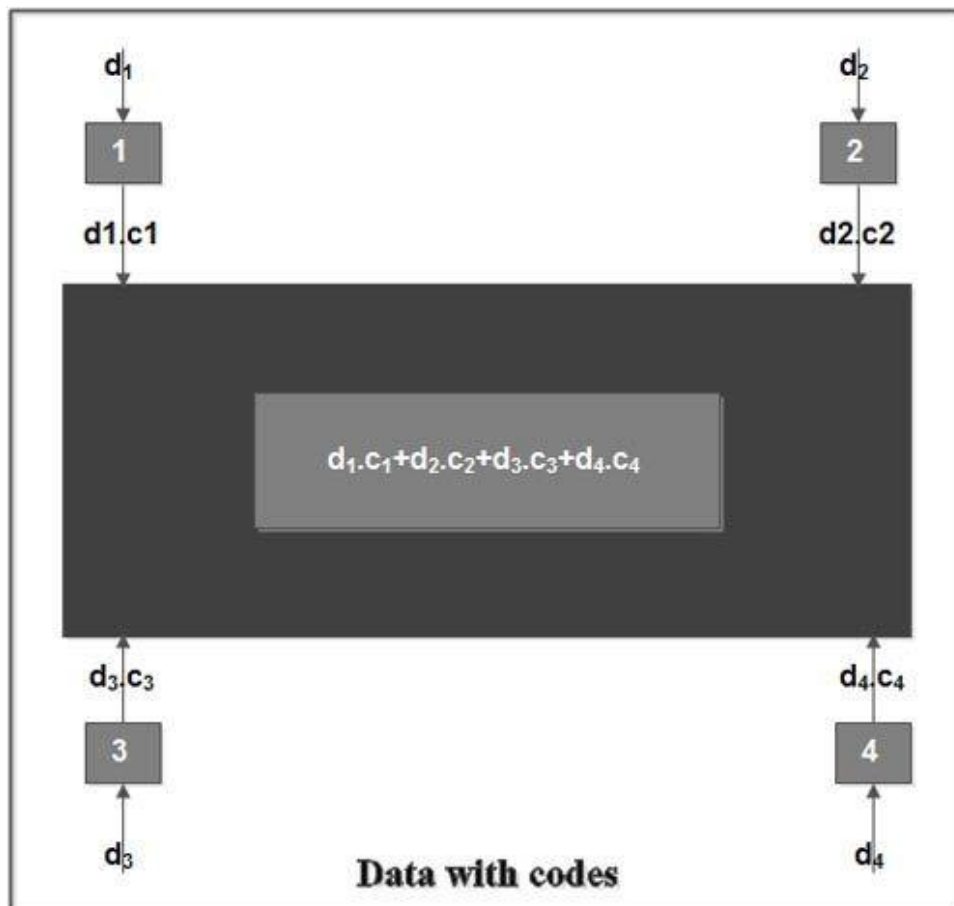 d₁ d₂
1 2
d1.c1 d2.c2
d₁.c₁+d₂.c₂+d₃.c₃+d₄.c₄
d₃.c₃ d₄.c₄
3 4
d₃ d₄
Data with codes